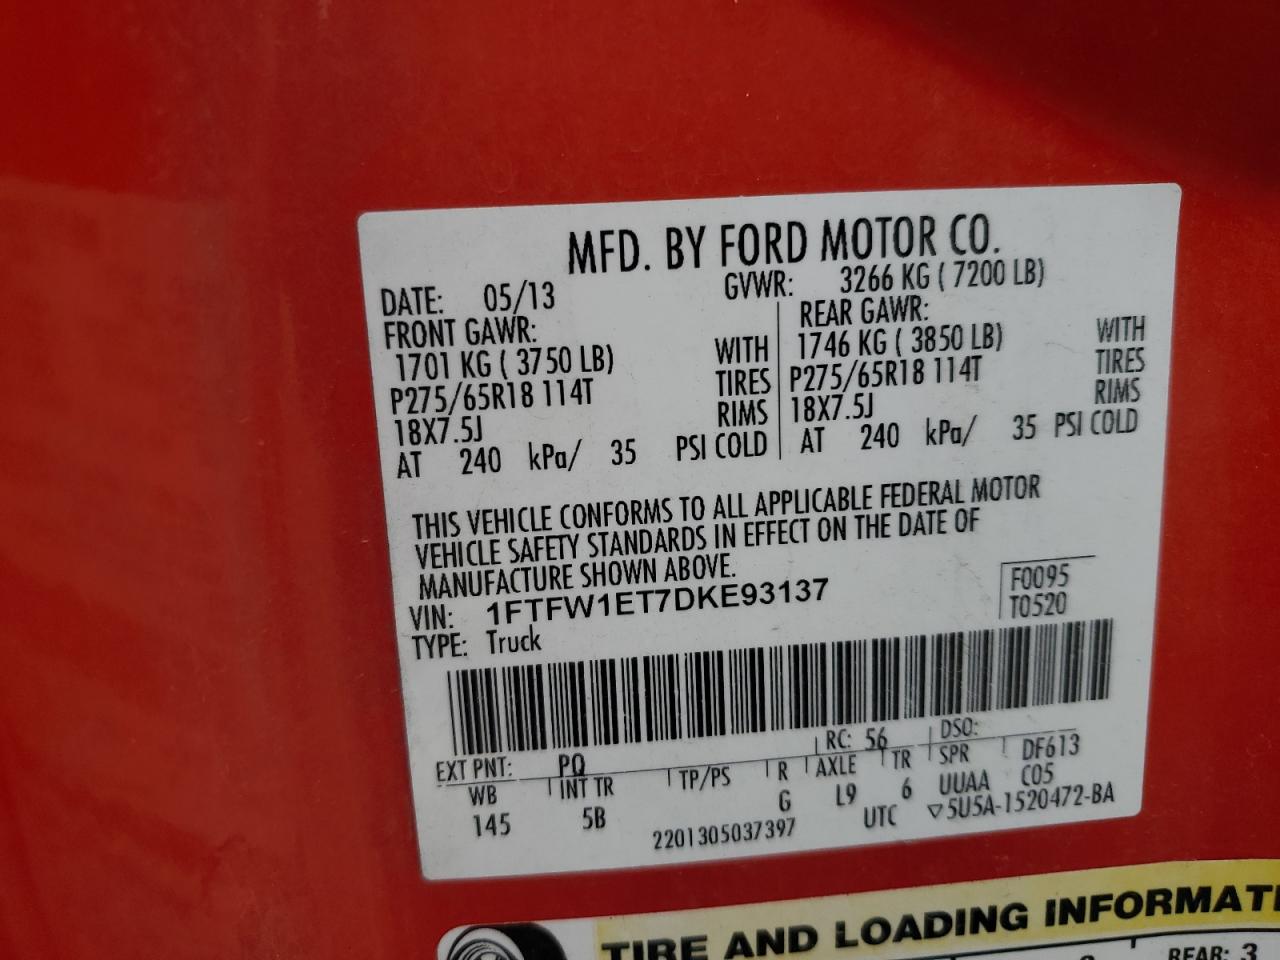 MFD. BY FORD MOTOR CO.
DATE: 05/13 GVWR: 3266 KG ( 7200 LB)
FRONT GAWR: REAR GAWR:
1701 KG ( 3750 LB) WITH 1746 KG ( 3850 LB) WITH
P275/65R18 114T TIRES P275/65R18 114T TIRES
18X7.5J RIMS 18X7.5J RIMS
AT 240 kPa/ 35 PSI COLD AT 240 kPa/ 35 PSI COLD
THIS VEHICLE CONFORMS TO ALL APPLICABLE FEDERAL MOTOR
VEHICLE SAFETY STANDARDS IN EFFECT ON THE DATE OF
MANUFACTURE SHOWN ABOVE.
VIN: 1FTFW1ET7DKE93137 F0095
TYPE: Truck T0520
EXT PNT: PQ RC: 56 DSO:
WB INT TR TP/PS R AXLE TR SPR DF613
145 5B G L9 6 UUAA C05
2201305037397 UTC ▽5U5A-1520472-BA
TIRE AND LOADING INFORMATI
REAR: 3